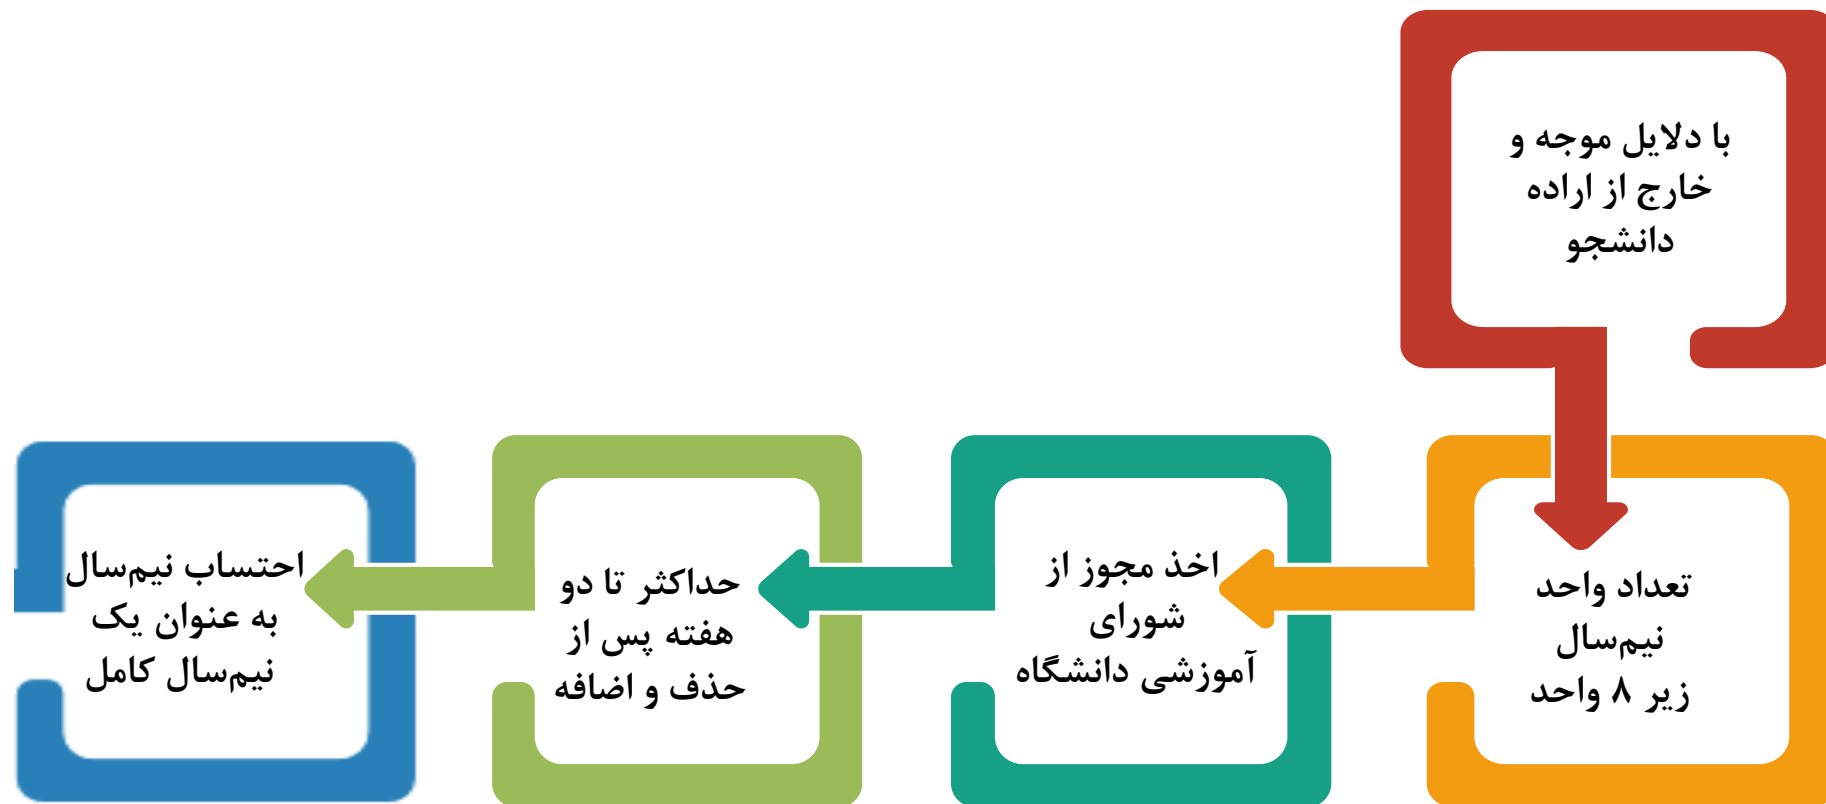 با دلایل موجه و
خارج از اراده
دانشجو
تعداد واحد
نیم‌سال
زیر ۸ واحد
اخذ مجوز از
شورای
آموزشی دانشگاه
حداکثر تا دو
هفته پس از
حذف و اضافه
احتساب نیم‌سال
به عنوان یک
نیم‌سال کامل